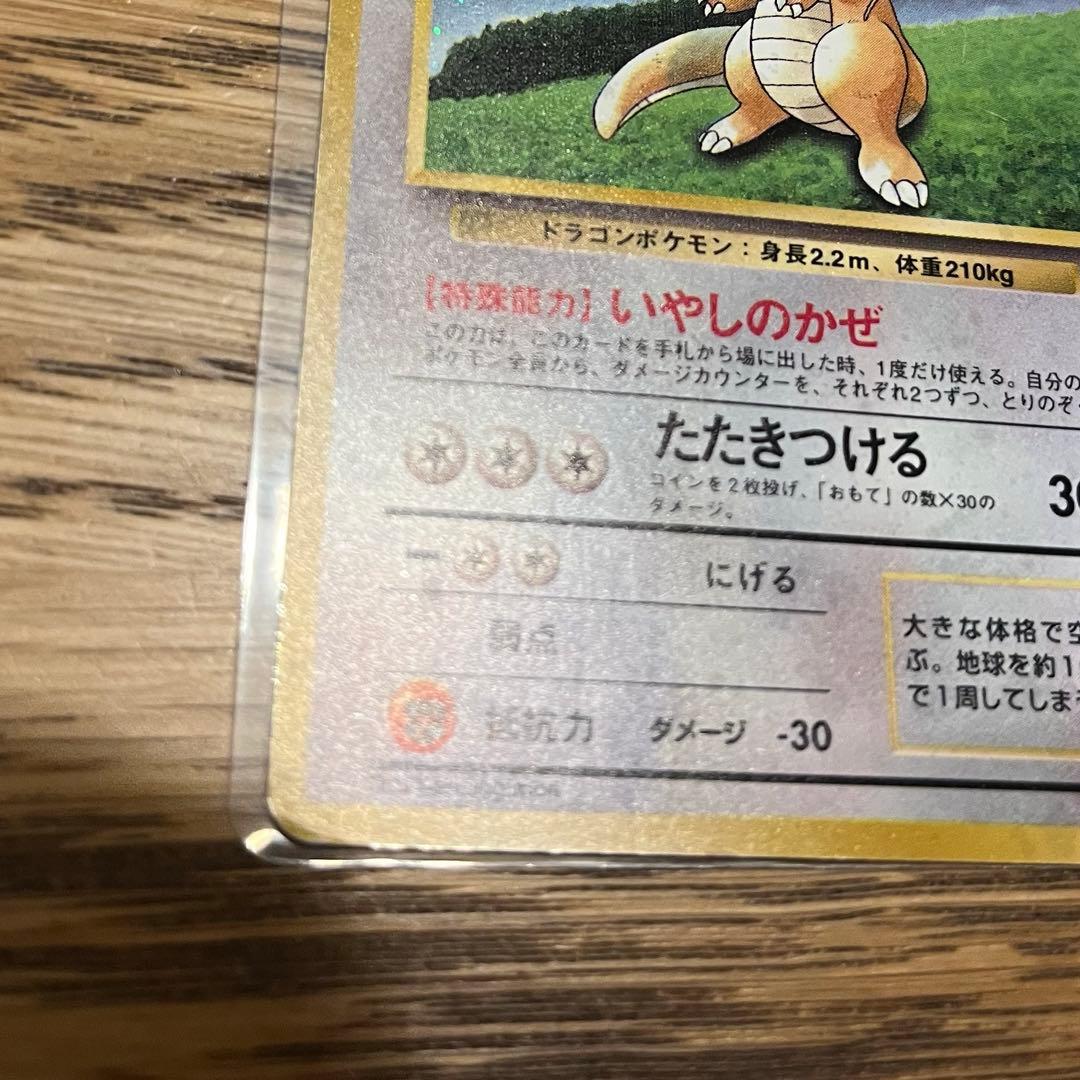 ドラゴンポケモン：身長2.2m、体重210kg
［特殊能力］いやしのかぜ
この力は、このカードを手札から場に出した時、1度だけ使える。自分の
ポケモン全員から、ダメージカウンターを、それぞれ2つずつ、とりのぞ
たたきつける
コインを2枚投げ、「おもて」の数×30の
30
ダメージ。
にげる
弱点
抵抗力 ダメージ -30
大きな体格で空
ぶ。地球を約1
で1周してしま